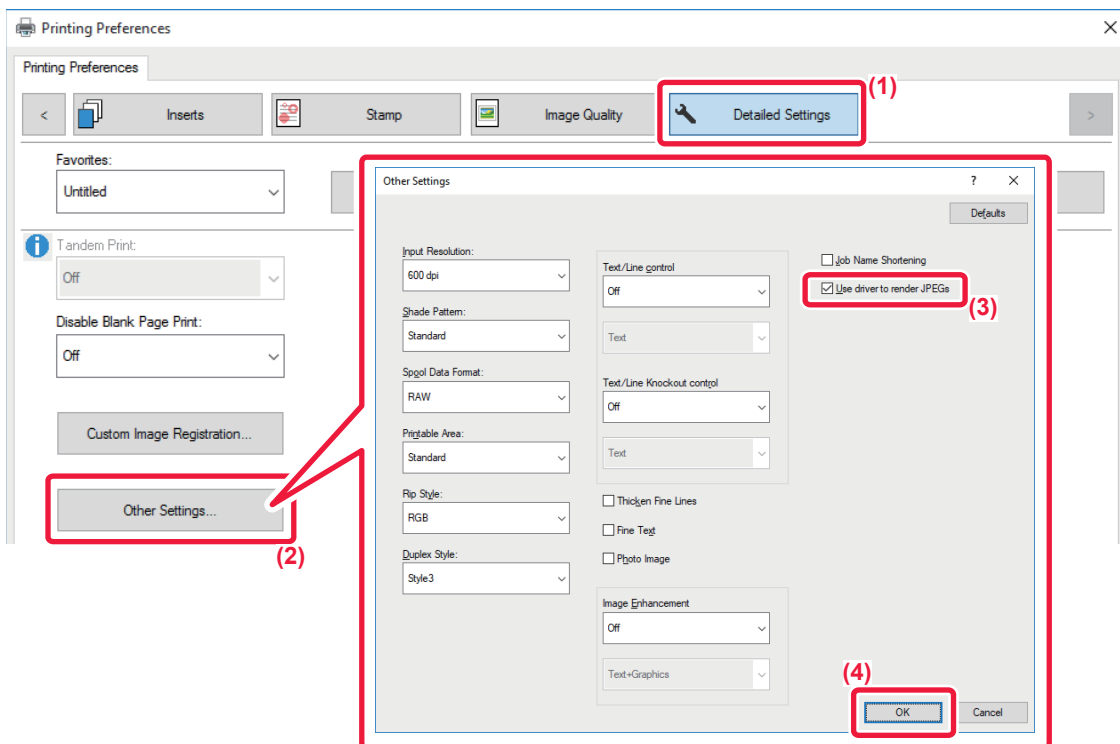 Printing Preferences
Printing Preferences
(1)
<
Inserts
Stamp
Image Quality
Detailed Settings
>
Favorites:
Untitled
Tandem Print:
Off
Disable Blank Page Print:
Off
Custom Image Registration...
Other Settings...
(2)
Other Settings
?
Defaults
Input Resolution:
600 dpi
Shade Pattern:
Standard
Spool Data Format:
RAW
Printable Area:
Standard
Rip Style:
RGB
Duplex Style:
Style3
Text/Line control
Off
Text
Text/Line Knockout control
Off
Text
Thicken Fine Lines
Fine Text
Photo Image
Image Enhancement
Off
Text+Graphics
Job Name Shortening
Use driver to render JPEGs
(3)
(4)
OK
Cancel